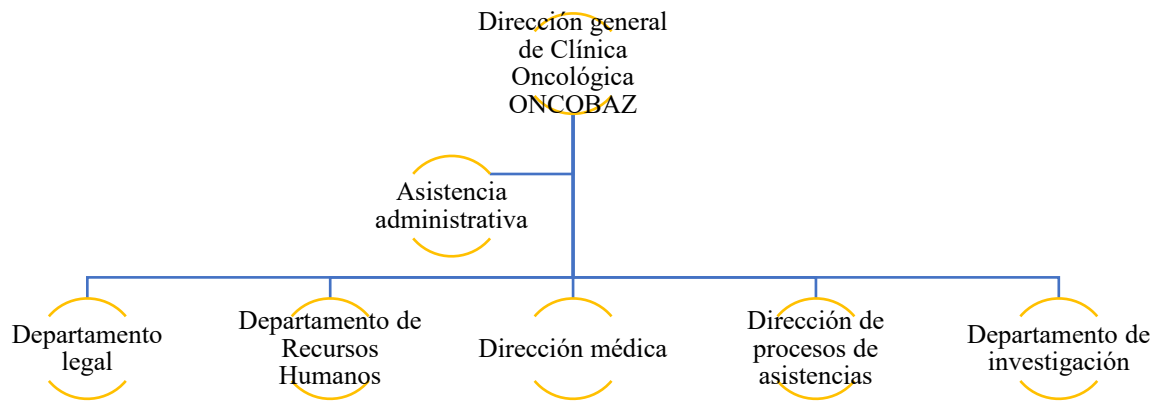 Dirección general
de Clínica
Oncológica
ONCOBAZ
Asistencia
administrativa
Departamento
legal
Departamento de
Recursos
Humanos
Dirección médica
Dirección de
procesos de
asistencias
Departamento de
investigación